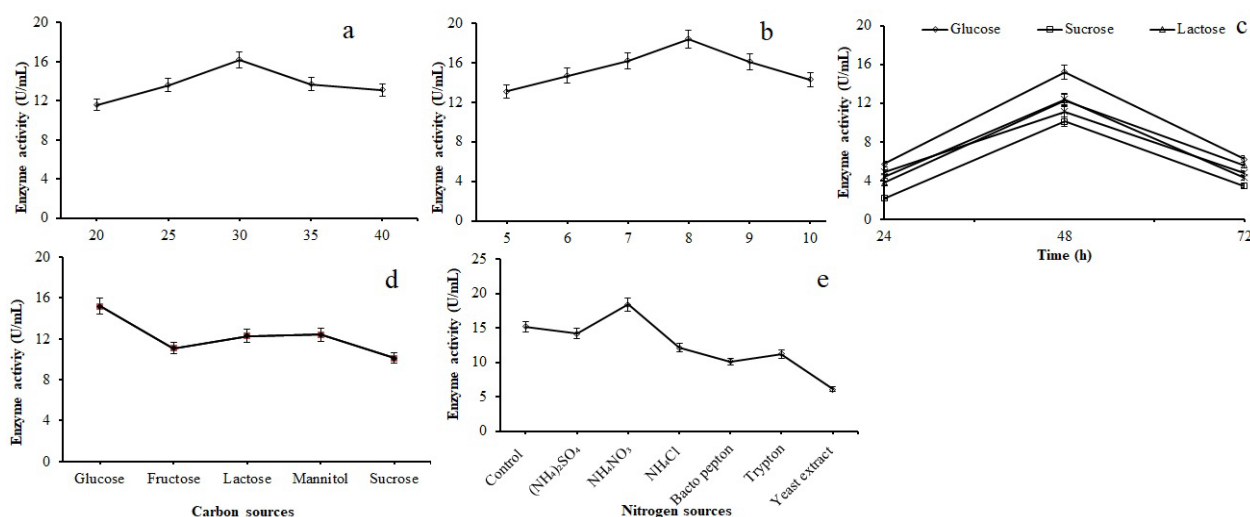 a
Enzyme activity (U/mL)
20
16
12
8
4
0
20 25 30 35 40
b
Enzyme activity (U/mL)
20
16
12
8
4
0
5 6 7 8 9 10
c
Glucose Sucrose Lactose
Enzyme activity (U/mL)
20
16
12
8
4
0
24 48 72
Time (h)
d
Enzyme activiy (U/mL)
20
16
12
8
4
0
Glucose Fructose Lactose Mannitol Sucrose
Carbon sources
e
Enzyme activity (U/mL)
25
20
15
10
5
0
Control (NH₄)₂SO₄ NH₄NO₃ NH₄Cl Bacto pepton Trypton Yeast extract
Nitrogen sources